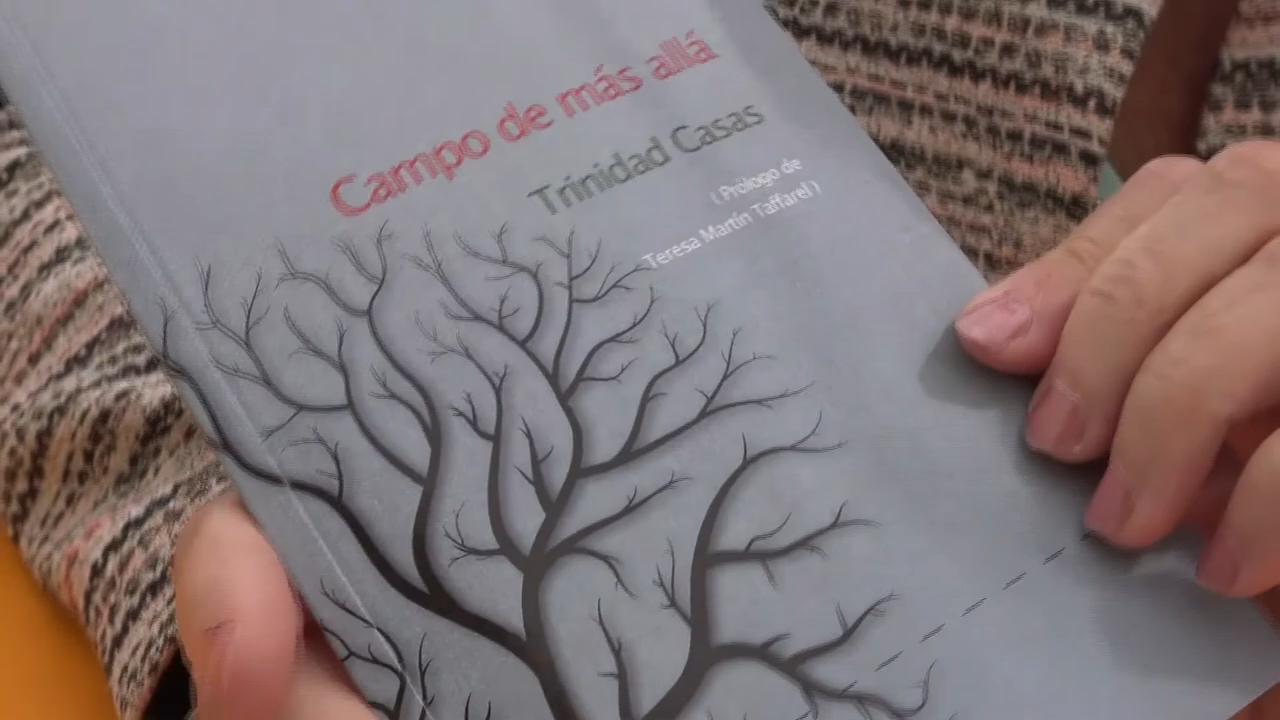 Campo de más allá
Trinidad Casas
( Prólogo de
Teresa Martín Taffarel )